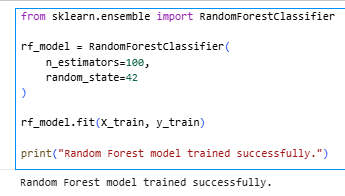 from sklearn.ensemble import RandomForestClassifier
rf_model = RandomForestClassifier(
    n_estimators=100,
    random_state=42
)
rf_model.fit(X_train, y_train)
print("Random Forest model trained successfully.")
Random Forest model trained successfully.